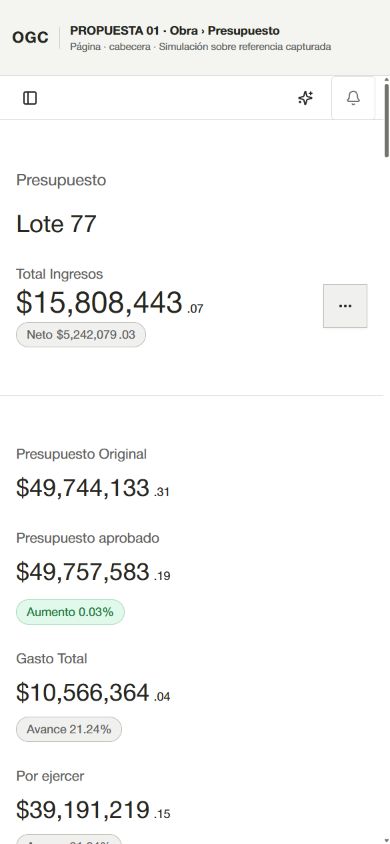 OGC
PROPUESTA 01 · Obra › Presupuesto
Página · cabecera · Simulación sobre referencia capturada
Presupuesto
Lote 77
Total Ingresos
$15,808,443 .07
...
Neto $5,242,079.03
Presupuesto Original
$49,744,133 .31
Presupuesto aprobado
$49,757,583 .19
Aumento 0.03%
Gasto Total
$10,566,364 .04
Avance 21.24%
Por ejercer
$39,191,219 .15